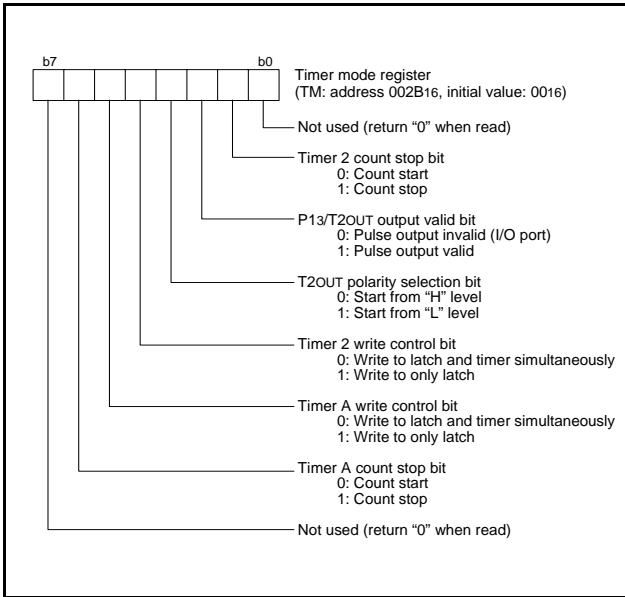 b7 b0
Timer mode register
(TM: address 002B16, initial value: 0016)
Not used (return “0” when read)
Timer 2 count stop bit
0: Count start
1: Count stop
P13/T2OUT output valid bit
0: Pulse output invalid (I/O port)
1: Pulse output valid
T2OUT polarity selection bit
0: Start from “H” level
1: Start from “L” level
Timer 2 write control bit
0: Write to latch and timer simultaneously
1: Write to only latch
Timer A write control bit
0: Write to latch and timer simultaneously
1: Write to only latch
Timer A count stop bit
0: Count start
1: Count stop
Not used (return “0” when read)